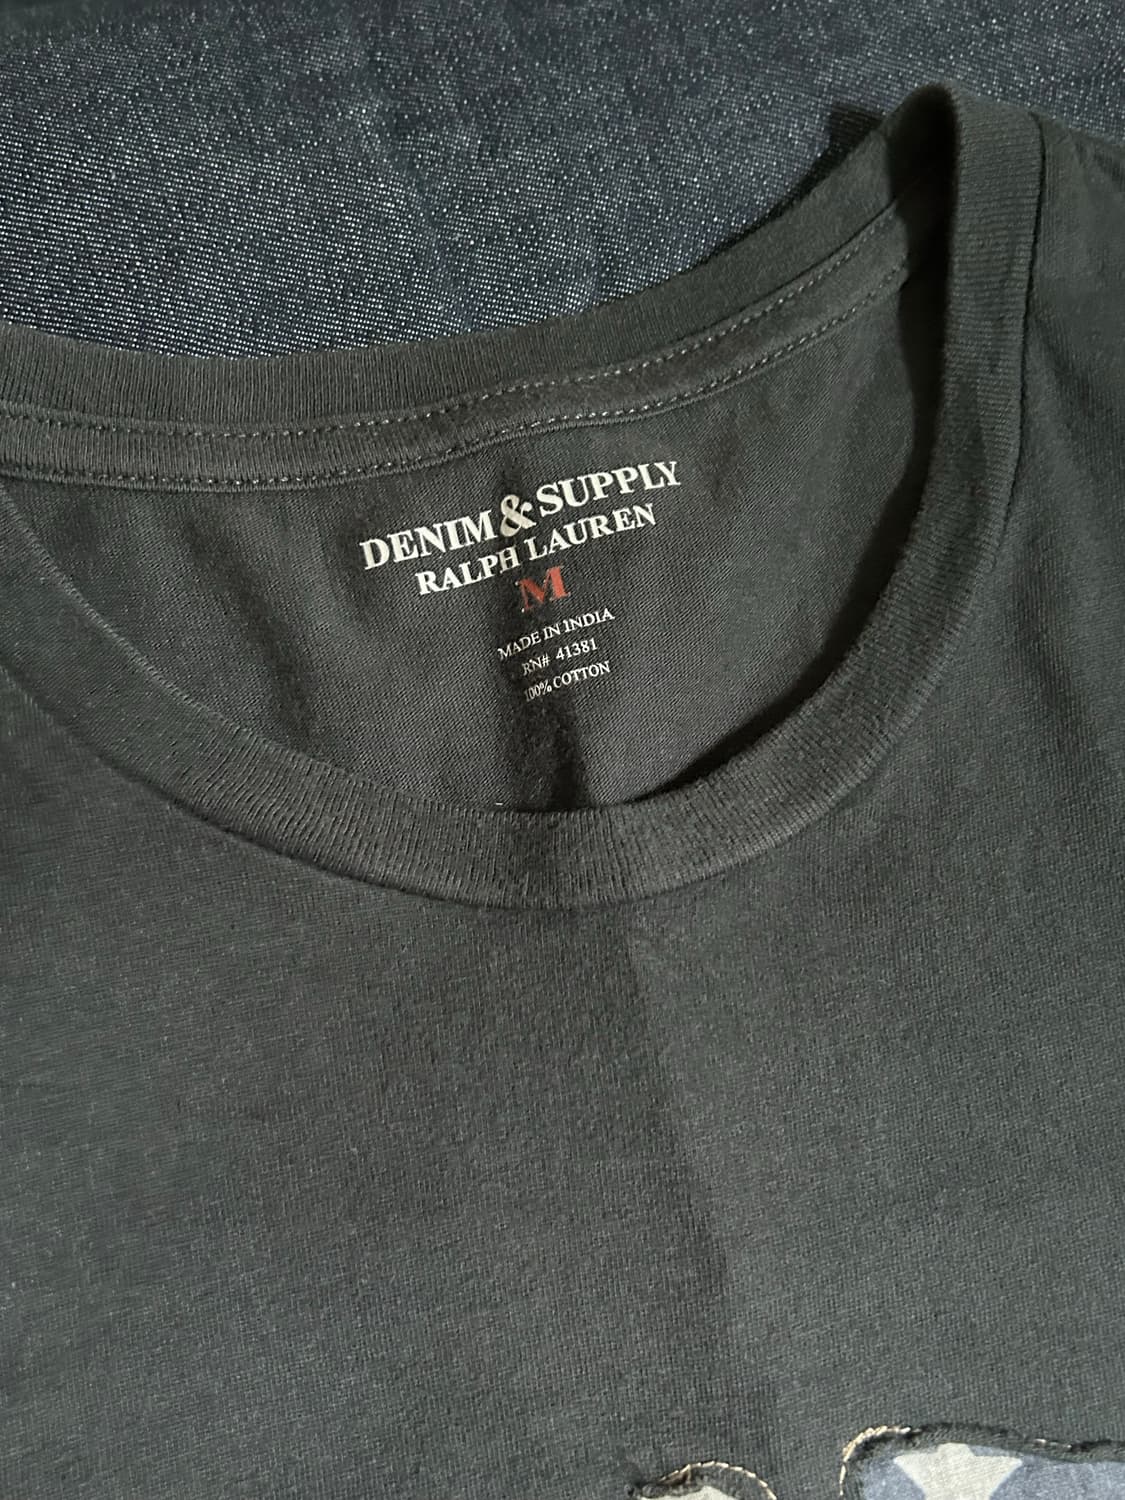 DENIM & SUPPLY
RALPH LAUREN
M
MADE IN INDIA
RN# 41381
100% COTTON